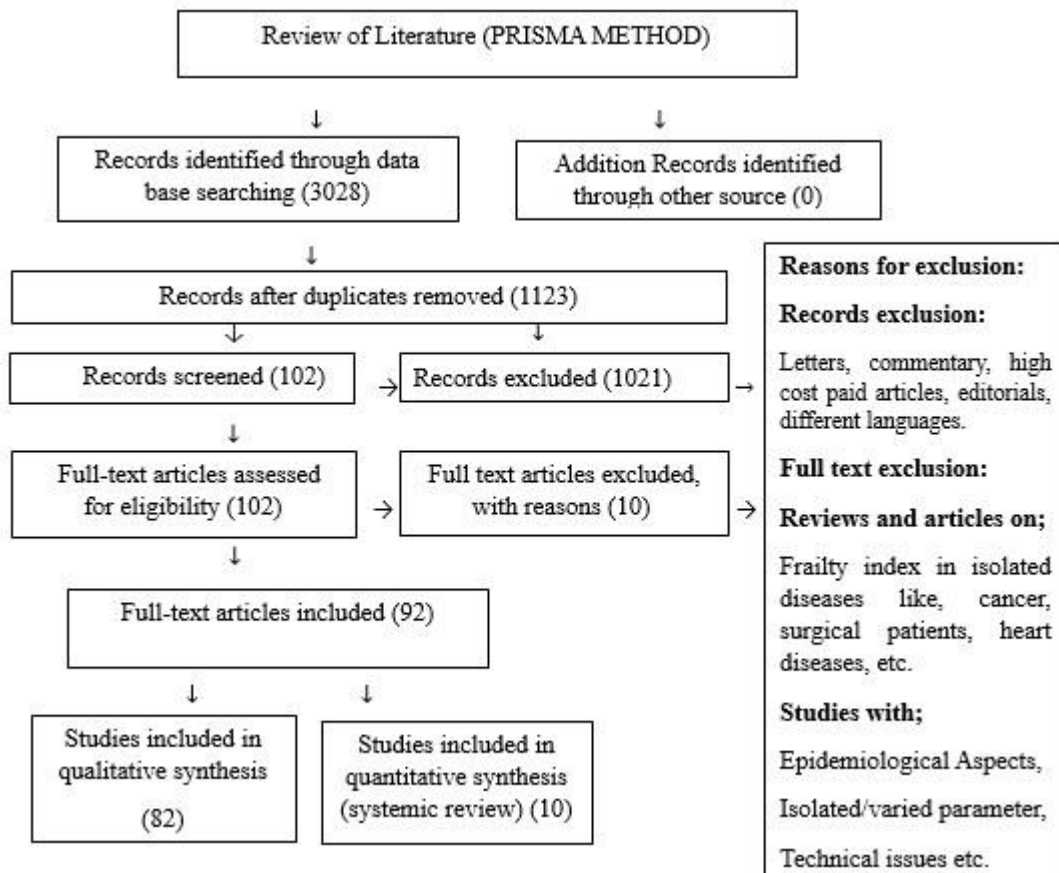 Review of Literature (PRISMA METHOD)
↓ ↓
Records identified through data
base searching (3028)
Addition Records identified
through other source (0)
↓
Records after duplicates removed (1123)
↓ ↓
Records screened (102)
→
Records excluded (1021)
→
↓
Full-text articles assessed
for eligibility (102)
→
Full text articles excluded,
with reasons (10)
→
↓
Full-text articles included (92)
↓ ↓
Studies included in
qualitative synthesis
(82)
Studies included in
quantitative synthesis
(systemic review) (10)
Reasons for exclusion:
Records exclusion:
Letters, commentary, high
cost paid articles, editorials,
different languages.
Full text exclusion:
Reviews and articles on;
Frailty index in isolated
diseases like, cancer,
surgical patients, heart
diseases, etc.
Studies with;
Epidemiological Aspects,
Isolated/varied parameter,
Technical issues etc.